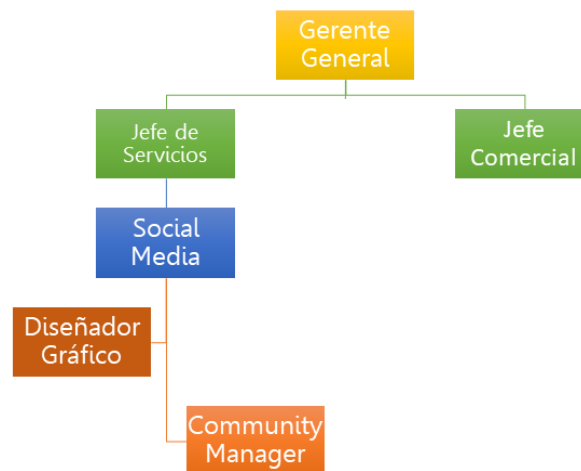 Gerente
General
Jefe de
Servicios
Jefe
Comercial
Social
Media
Diseñador
Gráfico
Community
Manager